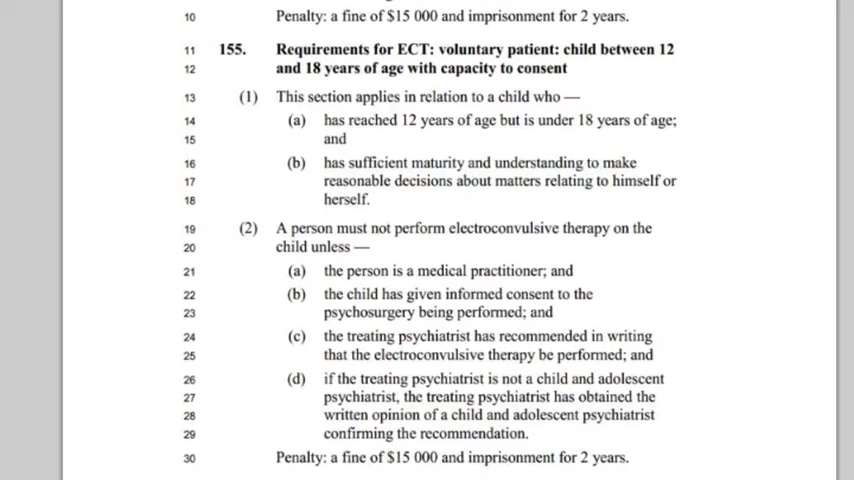 10 Penalty: a fine of $15 000 and imprisonment for 2 years.
11 155. Requirements for ECT: voluntary patient: child between 12
12 and 18 years of age with capacity to consent
13 (1) This section applies in relation to a child who —
14 (a) has reached 12 years of age but is under 18 years of age;
15 and
16 (b) has sufficient maturity and understanding to make
17 reasonable decisions about matters relating to himself or
18 herself.
19 (2) A person must not perform electroconvulsive therapy on the
20 child unless —
21 (a) the person is a medical practitioner; and
22 (b) the child has given informed consent to the
23 psychosurgery being performed; and
24 (c) the treating psychiatrist has recommended in writing
25 that the electroconvulsive therapy be performed; and
26 (d) if the treating psychiatrist is not a child and adolescent
27 psychiatrist, the treating psychiatrist has obtained the
28 written opinion of a child and adolescent psychiatrist
29 confirming the recommendation.
30 Penalty: a fine of $15 000 and imprisonment for 2 years.